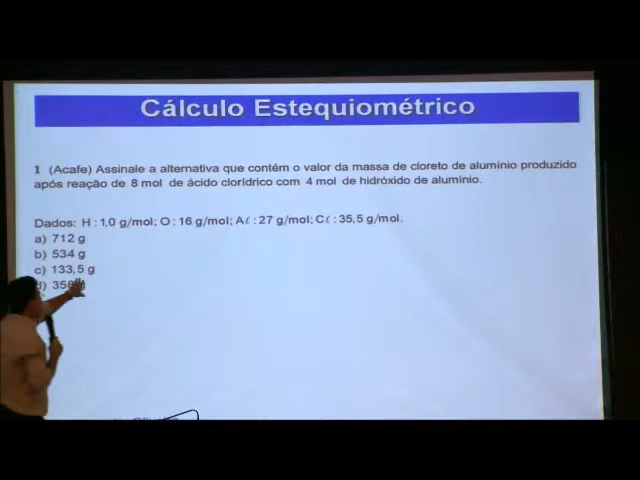 Cálculo Estequiométrico
1 (Acafe) Assinale a alternativa que contém o valor da massa de cloreto de alumínio produzido
após reação de 8 mol de ácido clorídrico com 4 mol de hidróxido de alumínio.
Dados: H : 1,0 g/mol; O : 16 g/mol; Aℓ : 27 g/mol; Cℓ : 35,5 g/mol.
a) 712 g
b) 534 g
c) 133,5 g
d) 356 g